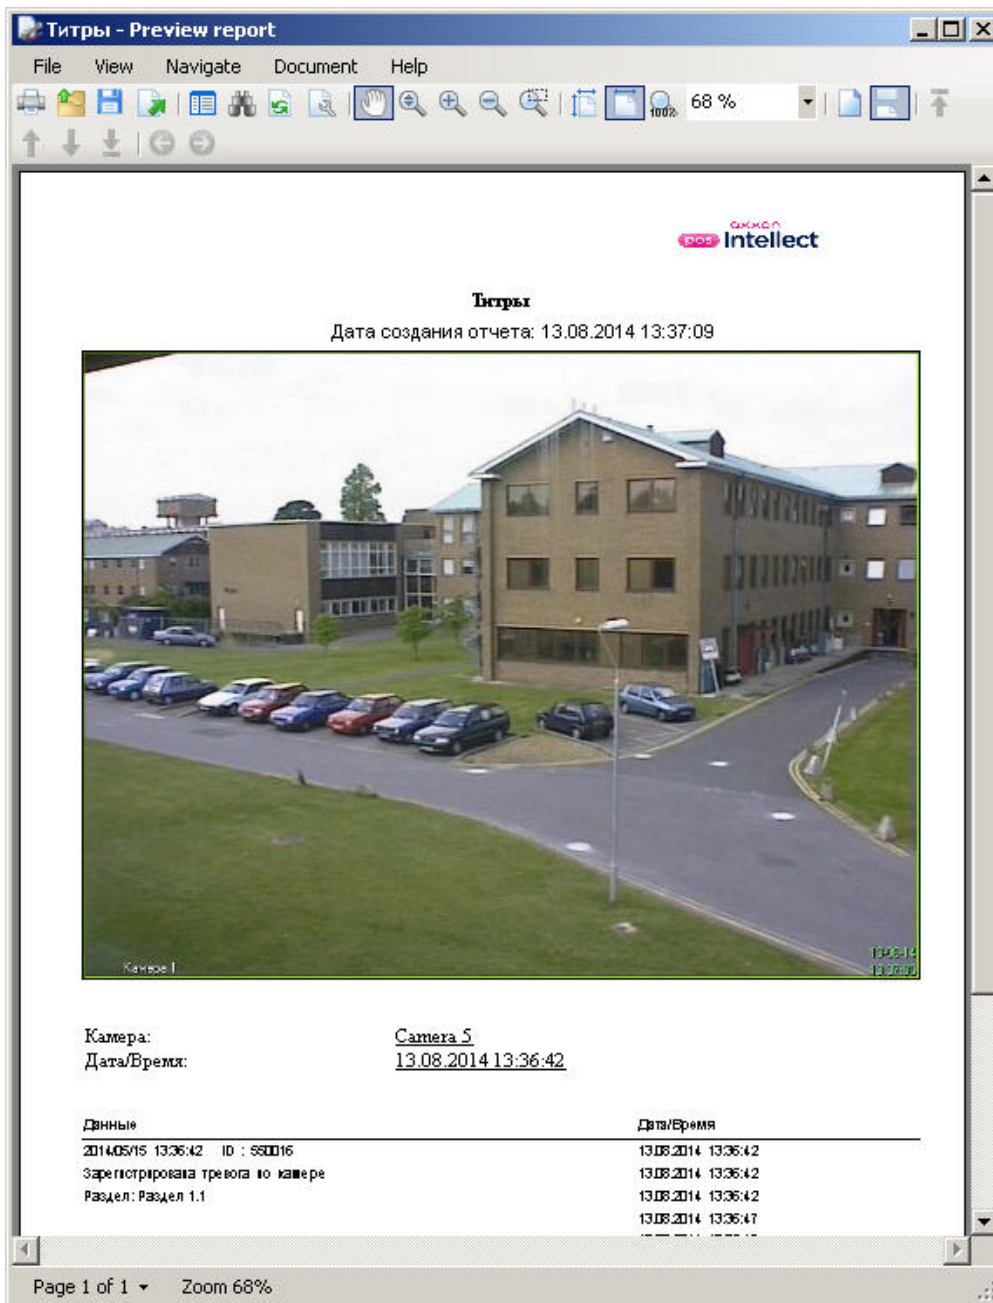 Титры - Preview report
File View Navigate Document Help
100% 68 %
axxon
pos Intellect
Титры
Дата создания отчета: 13.08.2014 13:37:09
Камера 1
13-08-14
Камера: Camera 5
Дата/Время: 13.08.2014 13:36:42
Данные Дата/Время
2014/05/15 13:36:42 ID : 550016 13.08.2014 13:36:42
Зарегистрирована тревога по камере 13.08.2014 13:36:42
Раздел: Раздел 1.1 13.08.2014 13:36:42
13.08.2014 13:36:47
Page 1 of 1 Zoom 68%